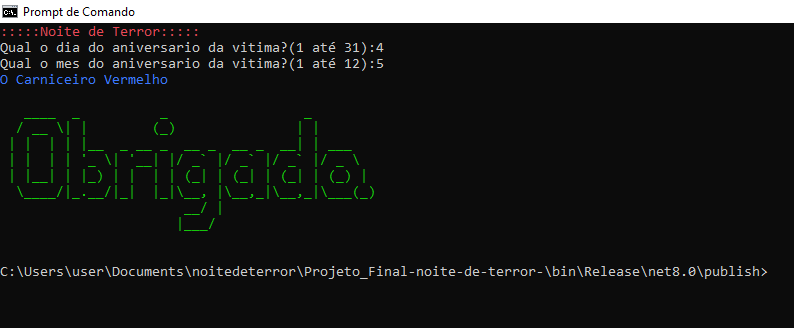 Prompt de Comando
:::::Noite de Terror:::::
Qual o dia do aniversario da vitima?(1 até 31):4
Qual o mes do aniversario da vitima?(1 até 12):5
O Carniceiro Vermelho
Obrigado.
C:\Users\user\Documents\noitedeterror\Projeto_Final-noite-de-terror-\bin\Release\net8.0\publish>